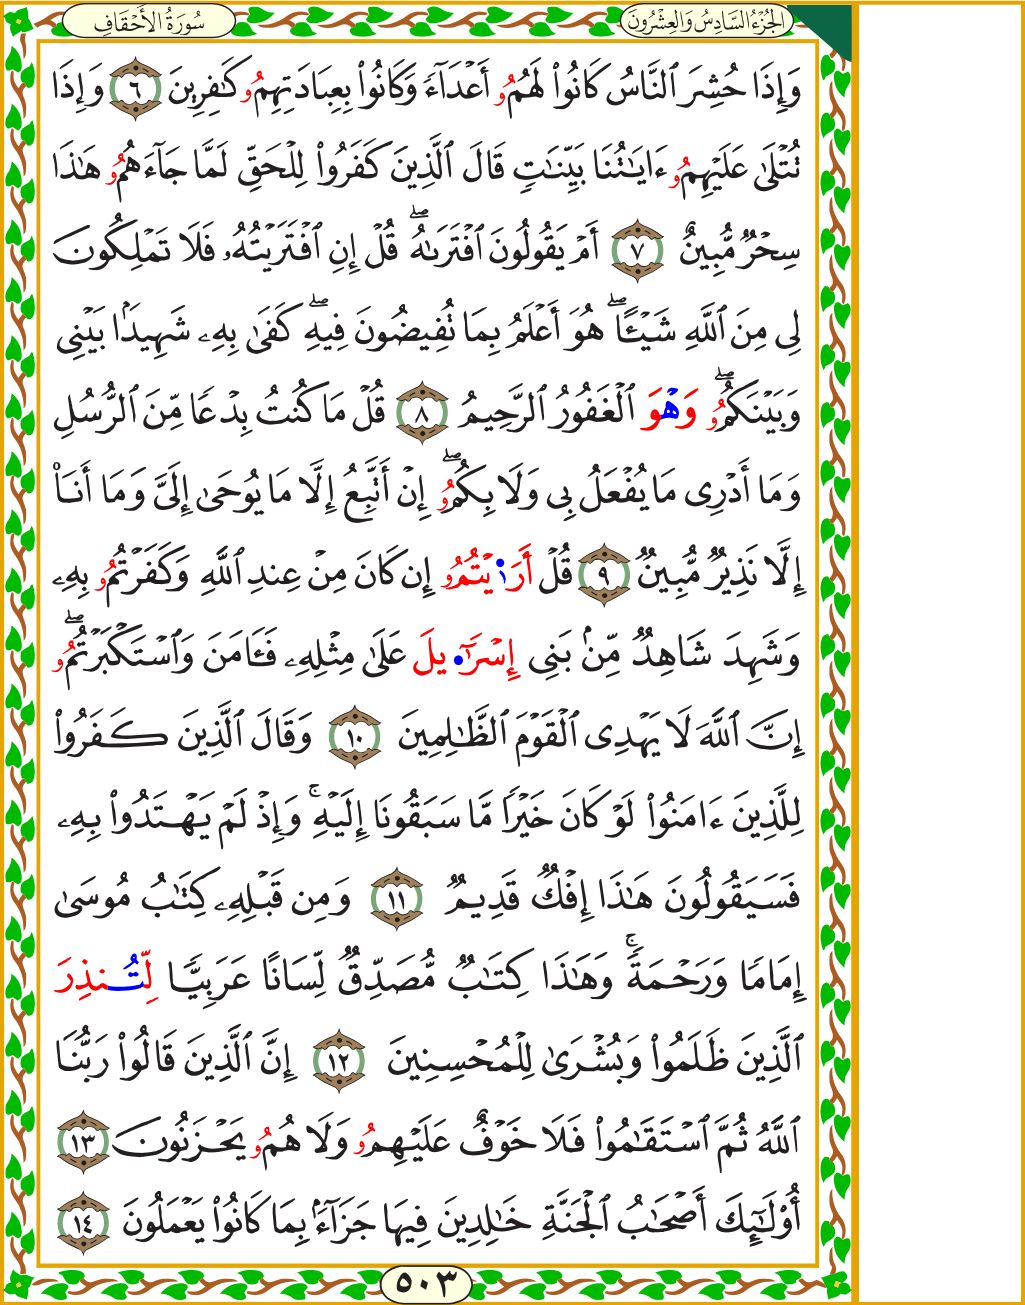 الجُزْءُ السَّادِسُ وَالعِشْرُونَ
سُورَةُ الأَحْقَافِ
وَإِذَا حُشِرَ ٱلنَّاسُ كَانُوا۟ لَهُمُۥ أَعْدَآءً وَكَانُوا۟ بِعِبَادَتِهِمُۥ كَٰفِرِينَ ٦ وَإِذَا
تُتْلَىٰ عَلَيْهِمُۥ ءَايَٰتُنَا بَيِّنَٰتٍ قَالَ ٱلَّذِينَ كَفَرُوا۟ لِلْحَقِّ لَمَّا جَآءَهُمُۥ هَٰذَا
سِحْرٌ مُّبِينٌ ٧ أَمْ يَقُولُونَ ٱفْتَرَىٰهُ ۖ قُلْ إِنِ ٱفْتَرَيْتُهُۥ فَلَا تَمْلِكُونَ
لِى مِنَ ٱللَّهِ شَيْـًٔا ۖ هُوَ أَعْلَمُ بِمَا تُفِيضُونَ فِيهِ ۖ كَفَىٰ بِهِۦ شَهِيدًۢا بَيْنِى
وَبَيْنَكُمُۥ ۖ وَهْوَ ٱلْغَفُورُ ٱلرَّحِيمُ ٨ قُلْ مَا كُنتُ بِدْعًا مِّنَ ٱلرُّسُلِ
وَمَا أَدْرِى مَا يُفْعَلُ بِى وَلَا بِكُمُۥ ۖ إِنْ أَتَّبِعُ إِلَّا مَا يُوحَىٰ إِلَىَّ وَمَا أَنَا۠
إِلَّا نَذِيرٌ مُّبِينٌ ٩ قُلْ أَرَا۬يْتُمُۥ إِن كَانَ مِنْ عِندِ ٱللَّهِ وَكَفَرْتُمُۥ بِهِۦ
وَشَهِدَ شَاهِدٌ مِّنۢ بَنِى إِسْرَٰٓ•يلَ عَلَىٰ مِثْلِهِۦ فَـَٔامَنَ وَٱسْتَكْبَرْتُمُۥ ۖ
إِنَّ ٱللَّهَ لَا يَهْدِى ٱلْقَوْمَ ٱلظَّٰلِمِينَ ١٠ وَقَالَ ٱلَّذِينَ كَفَرُوا۟
لِلَّذِينَ ءَامَنُوا۟ لَوْ كَانَ خَيْرًا مَّا سَبَقُونَا إِلَيْهِ ۚ وَإِذْ لَمْ يَهْتَدُوا۟ بِهِۦ
فَسَيَقُولُونَ هَٰذَا إِفْكٌ قَدِيمٌ ١١ وَمِن قَبْلِهِۦ كِتَٰبُ مُوسَىٰ
إِمَامًا وَرَحْمَةً ۚ وَهَٰذَا كِتَٰبٌ مُّصَدِّقٌ لِّسَانًا عَرَبِيًّا لِّتُنذِرَ
ٱلَّذِينَ ظَلَمُوا۟ وَبُشْرَىٰ لِلْمُحْسِنِينَ ١٢ إِنَّ ٱلَّذِينَ قَالُوا۟ رَبُّنَا
ٱللَّهُ ثُمَّ ٱسْتَقَٰمُوا۟ فَلَا خَوْفٌ عَلَيْهِمُۥ وَلَا هُمُۥ يَحْزَنُونَ ١٣
أُو۟لَٰٓئِكَ أَصْحَٰبُ ٱلْجَنَّةِ خَٰلِدِينَ فِيهَا جَزَآءًۢ بِمَا كَانُوا۟ يَعْمَلُونَ ١٤
٥٠٣